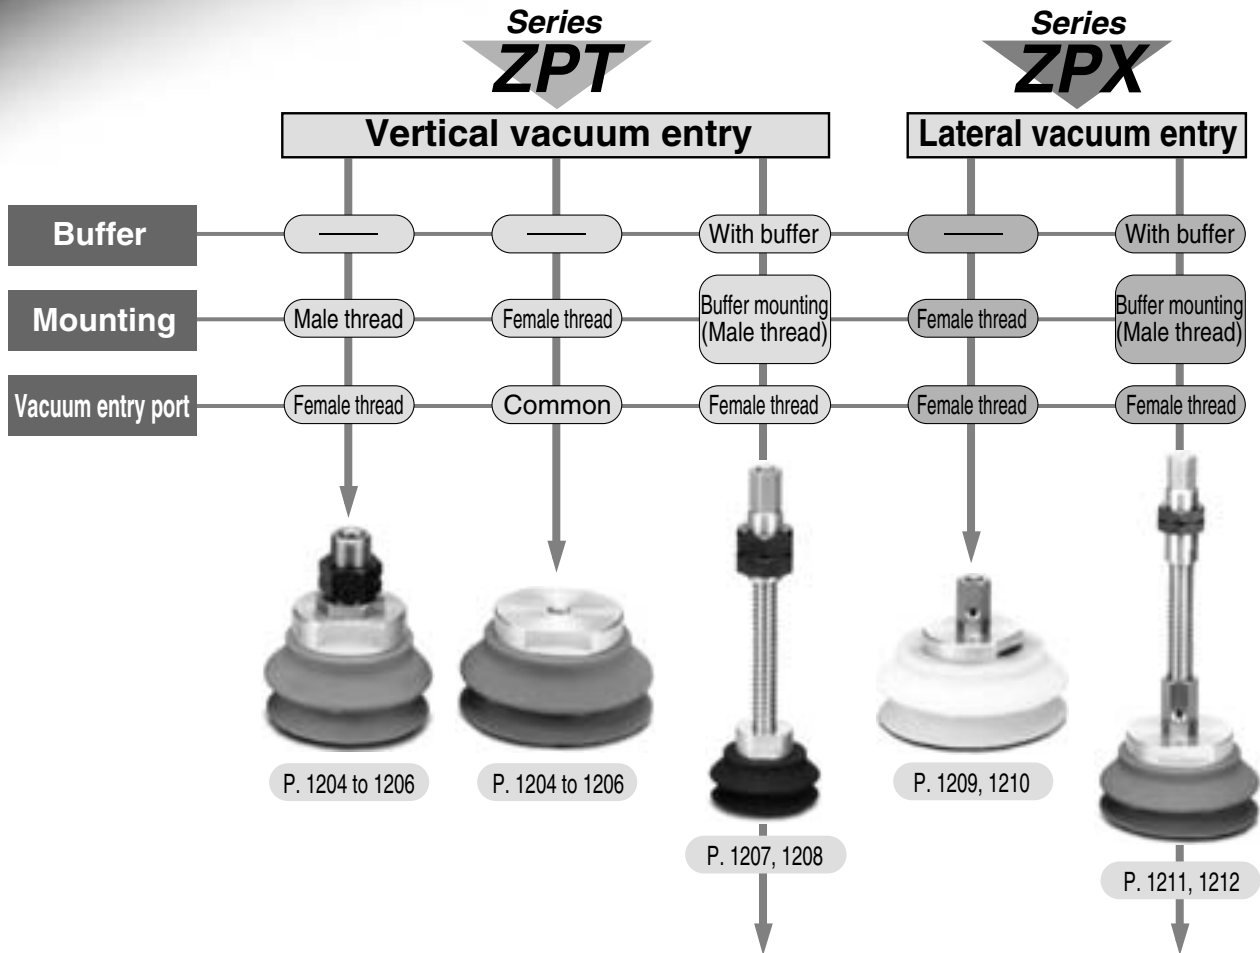 Series
ZPT
Series
ZPX
Vertical vacuum entry
Lateral vacuum entry
Buffer
With buffer
With buffer
Mounting
Male thread
Female thread
Buffer mounting
(Male thread)
Female thread
Buffer mounting
(Male thread)
Vacuum entry port
Female thread
Common
Female thread
Female thread
Female thread
P. 1204 to 1206
P. 1204 to 1206
P. 1209, 1210
P. 1207, 1208
P. 1211, 1212